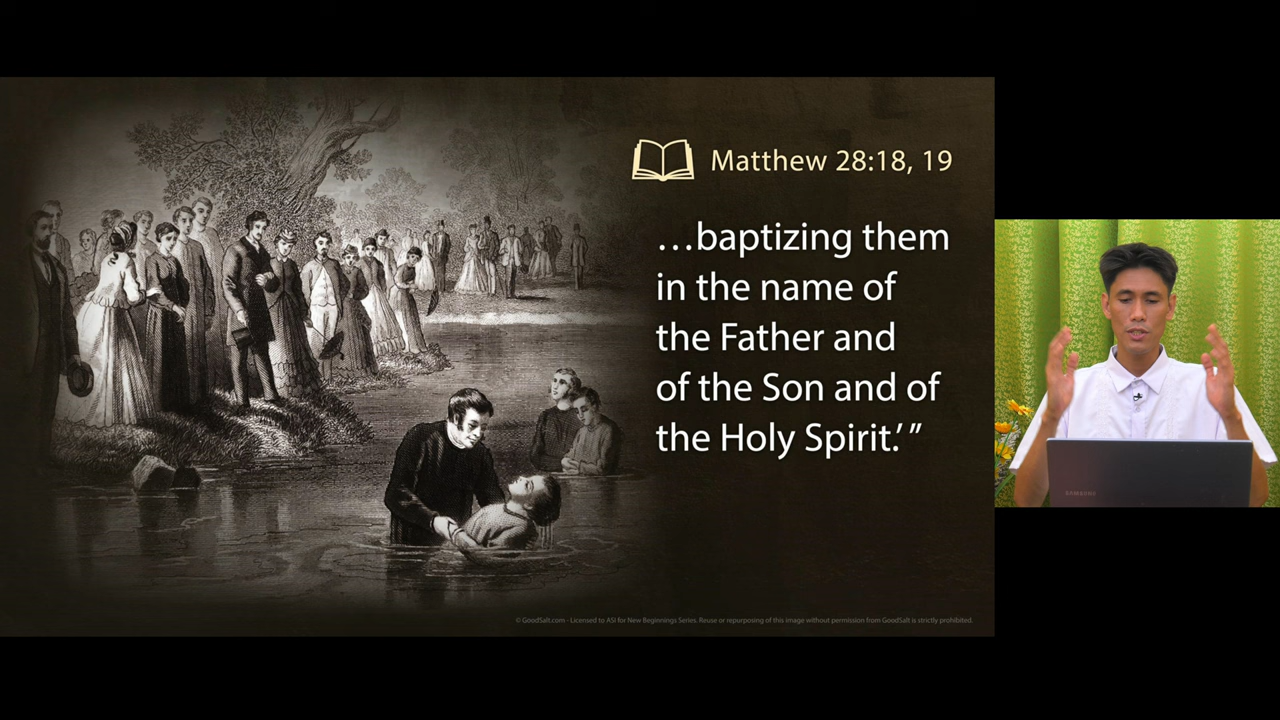 Matthew 28:18, 19
…baptizing them
in the name of
the Father and
of the Son and of
the Holy Spirit.’”
© GoodSalt.com - Licensed to ASI for New Beginnings Series. Reuse or repurposing of this image without permission from GoodSalt is strictly prohibited.
SAMSUNG